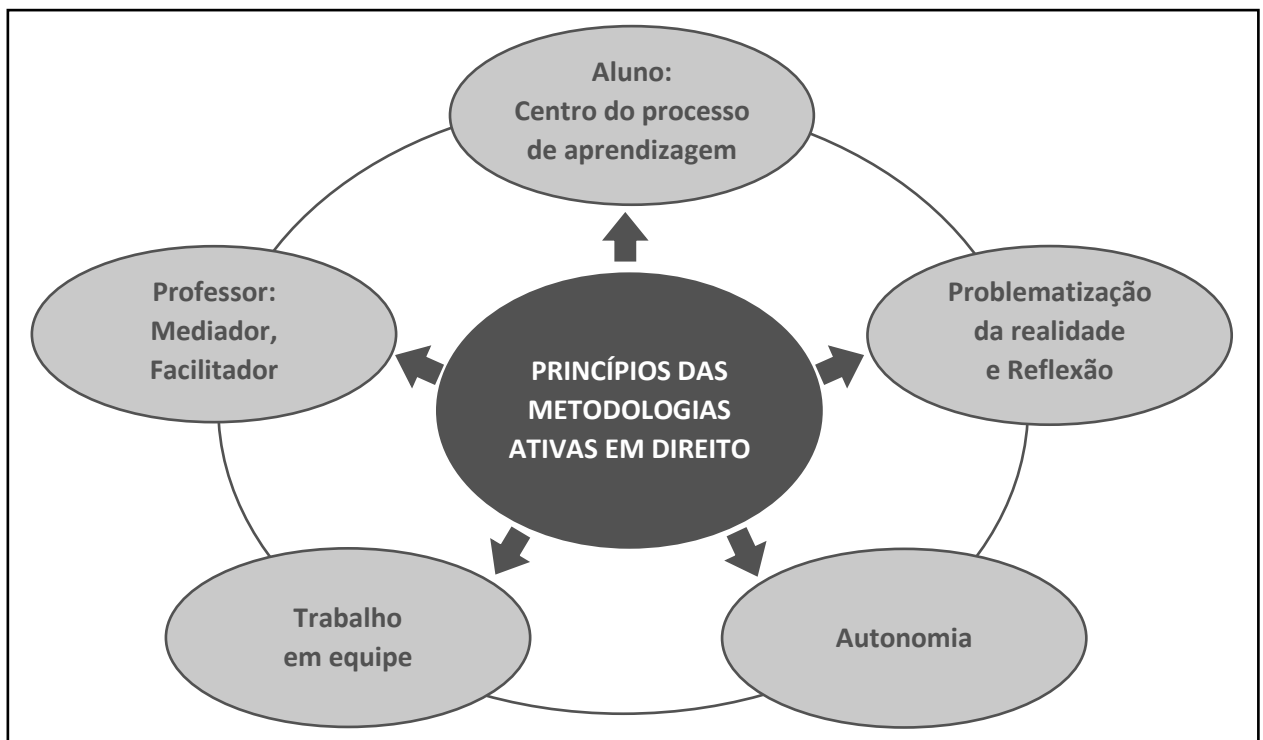 Aluno:
Centro do processo
de aprendizagem
Professor:
Mediador,
Facilitador
Problematização
da realidade
e Reflexão
PRINCÍPIOS DAS
METODOLOGIAS
ATIVAS EM DIREITO
Trabalho
em equipe
Autonomia